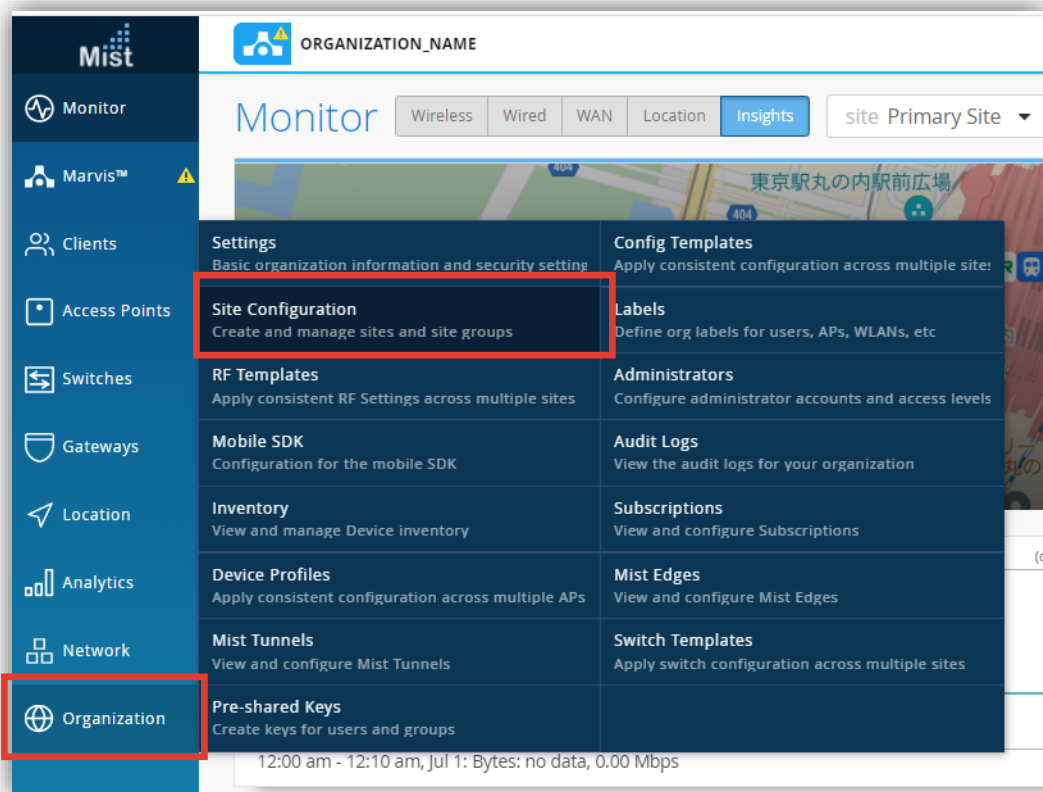 Mist
ORGANIZATION_NAME
Monitor
Monitor
Wireless
Wired
WAN
Location
Insights
site Primary Site
Marvis™
404
東京駅丸の内駅前広場
404
Clients
Access Points
Switches
Gateways
Location
Analytics
Network
Organization
Settings
Basic organization information and security setting
Config Templates
Apply consistent configuration across multiple sites
Site Configuration
Create and manage sites and site groups
Labels
Define org labels for users, APs, WLANs, etc
RF Templates
Apply consistent RF Settings across multiple sites
Administrators
Configure administrator accounts and access levels
Mobile SDK
Configuration for the mobile SDK
Audit Logs
View the audit logs for your organization
Inventory
View and manage Device inventory
Subscriptions
View and configure Subscriptions
Device Profiles
Apply consistent configuration across multiple APs
Mist Edges
View and configure Mist Edges
Mist Tunnels
View and configure Mist Tunnels
Switch Templates
Apply switch configuration across multiple sites
Pre-shared Keys
Create keys for users and groups
12:00 am - 12:10 am, Jul 1: Bytes: no data, 0.00 Mbps